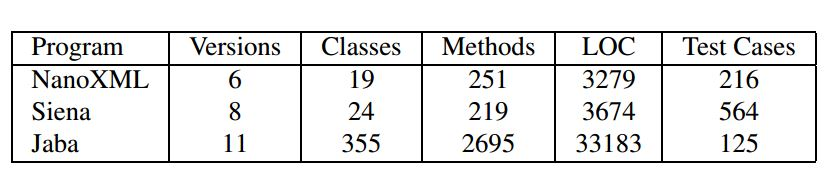 Program Versions Classes Methods LOC Test Cases
NanoXML 6 19 251 3279 216
Siena 8 24 219 3674 564
Jaba 11 355 2695 33183 125